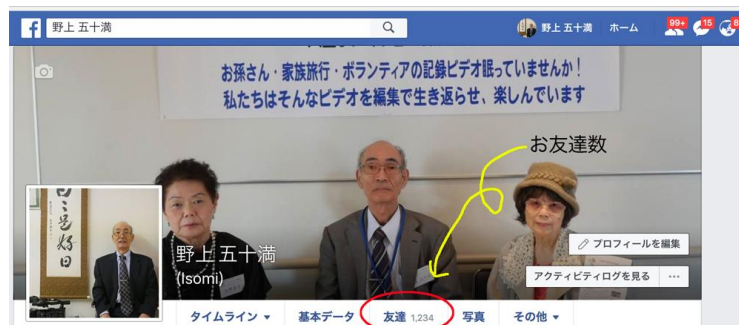 野上 五十満
野上 五十満
ホーム
99+
15
8
お孫さん・家族旅行・ボランティアの記録ビデオ眠っていませんか！
私たちはそんなビデオを編集で生き返らせ、楽しんでいます
お友達数
日々是好日
野上 五十満
(Isomi)
プロフィールを編集
アクティビティログを見る ...
タイムライン ▼ 基本データ 友達 1,234 写真 その他 ▼